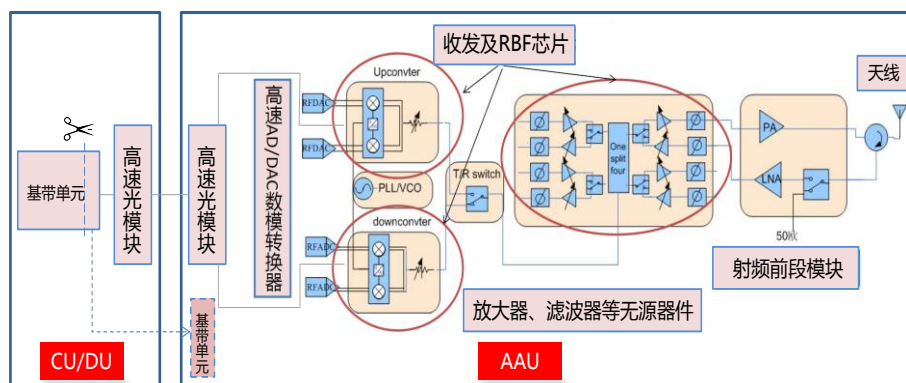 收发及RBF芯片
天线
Upconvter
RFDAC
RFDAC
高速AD/DAC数模转换器
PLL/VCO
T/R switch
One
split
four
PA
LNA
50欧
基带单元
高速光模块
高速光模块
downconvter
RFADC
RFADC
射频前段模块
放大器、滤波器等无源器件
基带单元
CU/DU
AAU